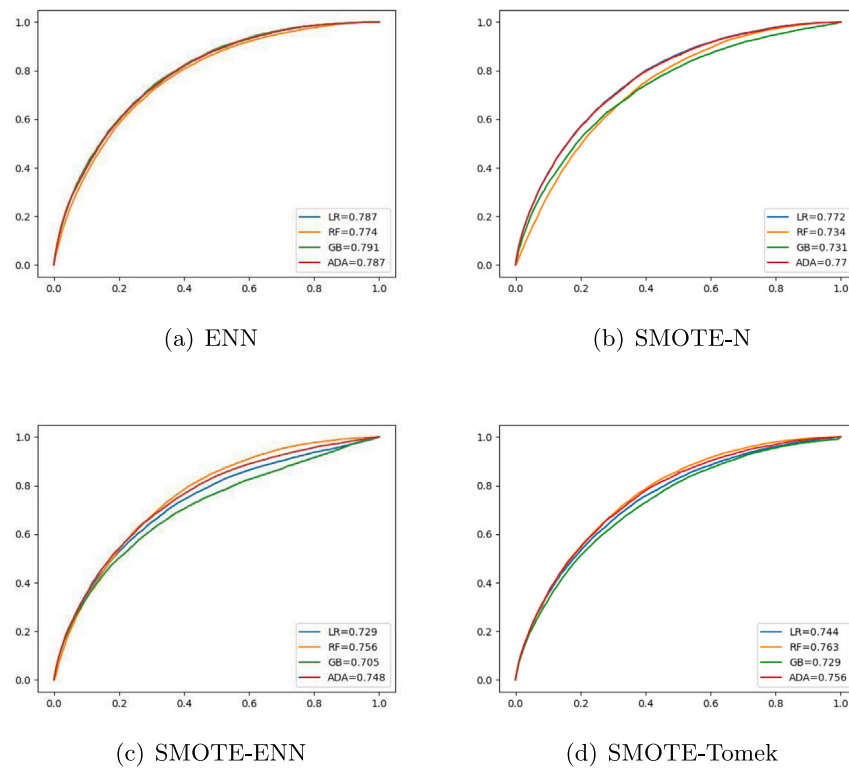 1.0
0.8
0.6
0.4
0.2
0.0
0.0 0.2 0.4 0.6 0.8 1.0
LR=0.787
RF=0.774
GB=0.791
ADA=0.787
(a) ENN
1.0
0.8
0.6
0.4
0.2
0.0
0.0 0.2 0.4 0.6 0.8 1.0
LR=0.772
RF=0.734
GB=0.731
ADA=0.77
(b) SMOTE-N
1.0
0.8
0.6
0.4
0.2
0.0
0.0 0.2 0.4 0.6 0.8 1.0
LR=0.729
RF=0.756
GB=0.705
ADA=0.748
(c) SMOTE-ENN
1.0
0.8
0.6
0.4
0.2
0.0
0.0 0.2 0.4 0.6 0.8 1.0
LR=0.744
RF=0.763
GB=0.729
ADA=0.756
(d) SMOTE-Tomek